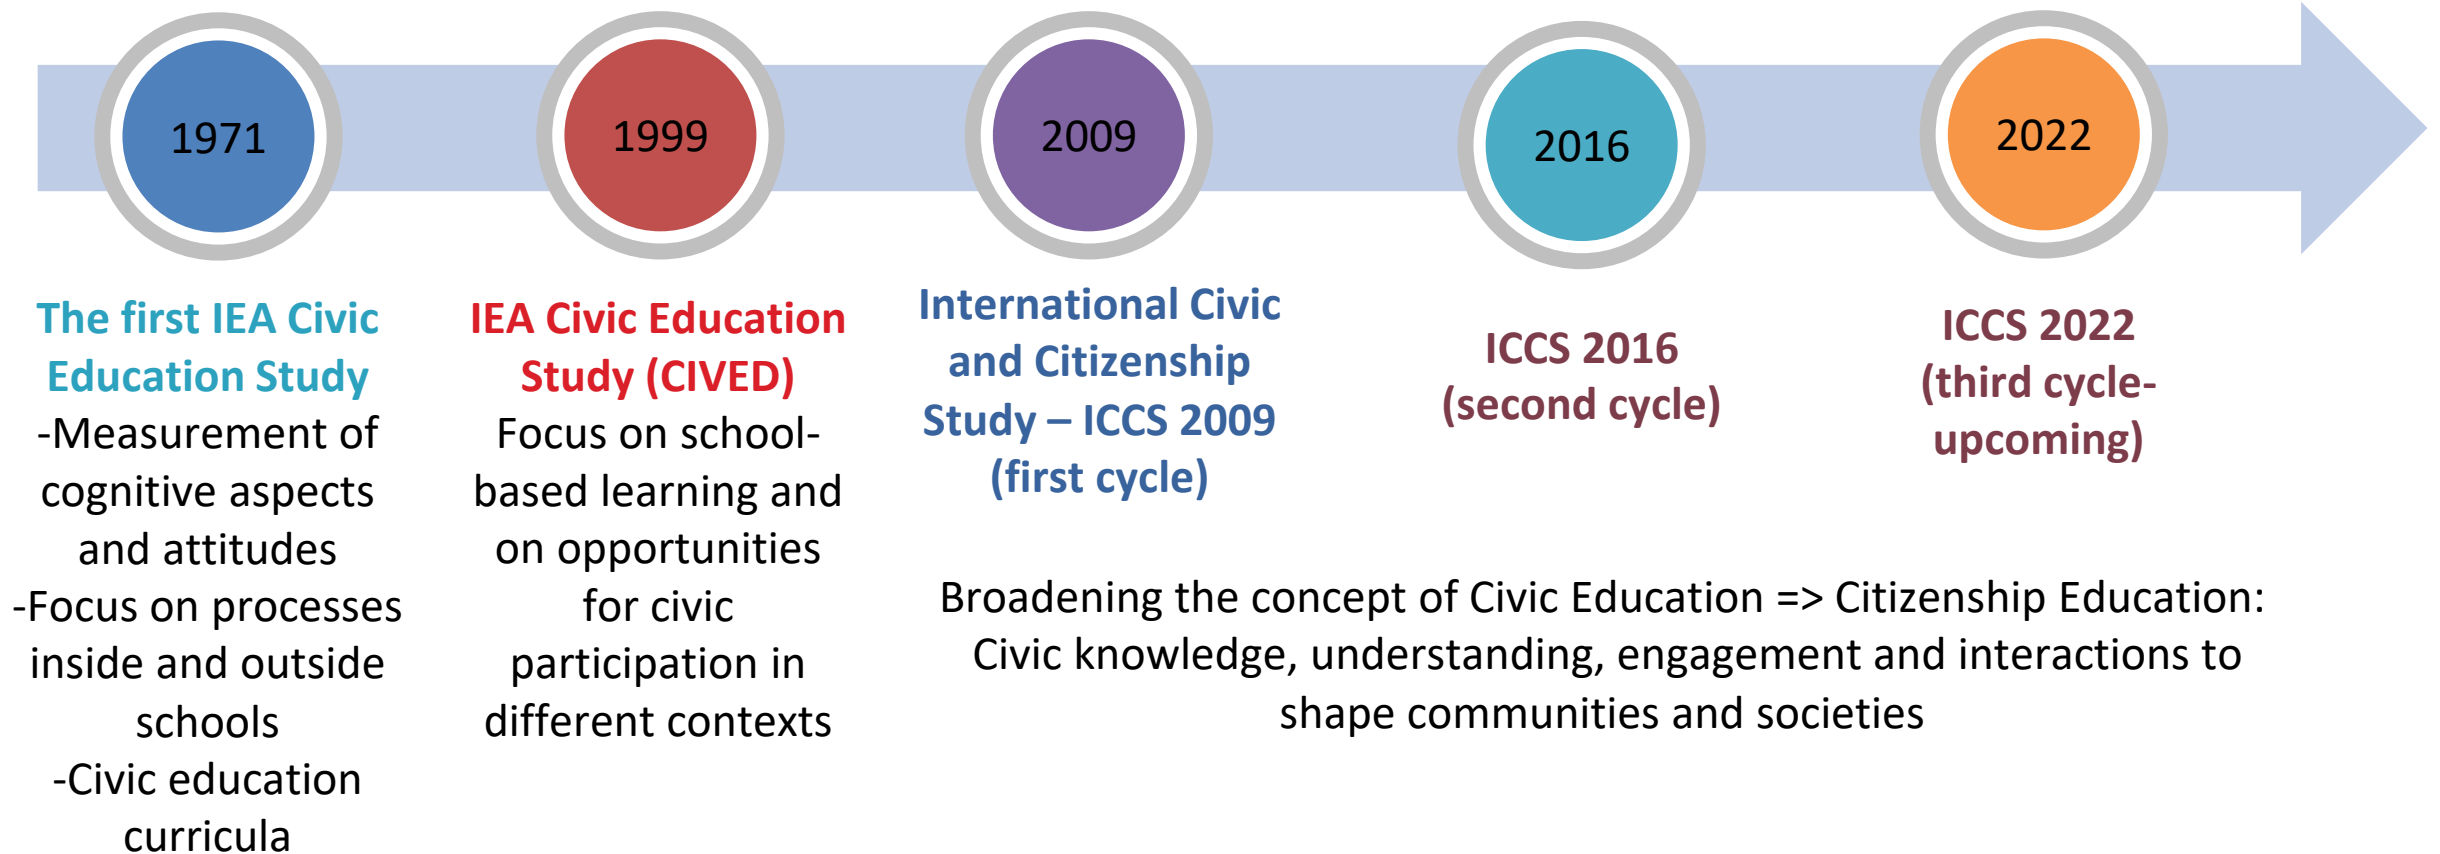 1971
1999
2009
2016
2022
The first IEA Civic
Education Study
-Measurement of
cognitive aspects
and attitudes
-Focus on processes
inside and outside
schools
-Civic education
curricula
IEA Civic Education
Study (CIVED)
Focus on school-
based learning and
on opportunities
for civic
participation in
different contexts
International Civic
and Citizenship
Study – ICCS 2009
(first cycle)
ICCS 2016
(second cycle)
ICCS 2022
(third cycle-
upcoming)
Broadening the concept of Civic Education => Citizenship Education:
Civic knowledge, understanding, engagement and interactions to
shape communities and societies